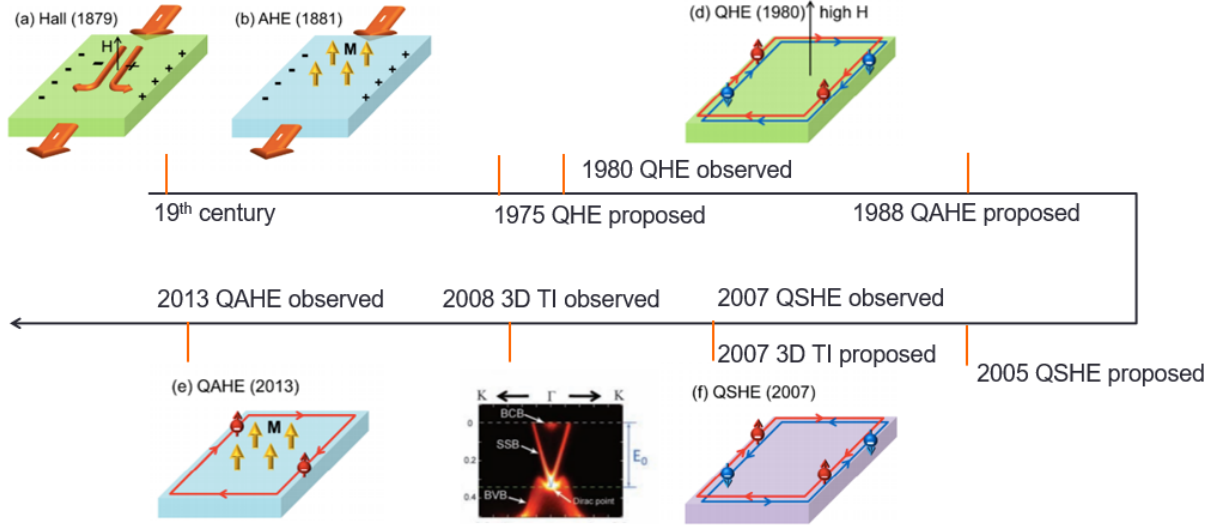 (a) Hall (1879)
(b) AHE (1881)
(d) QHE (1980)
high H
H
M
- - - - -
+ + + +
- - - -
+ + + +
1980 QHE observed
19th century
1975 QHE proposed
1988 QAHE proposed
2013 QAHE observed
2008 3D TI observed
2007 QSHE observed
2007 3D TI proposed
2005 QSHE proposed
(e) QAHE (2013)
M
K Γ K
BCB
0
SSB
0.2
E0
BVB
Dirac point
0.4
(f) QSHE (2007)